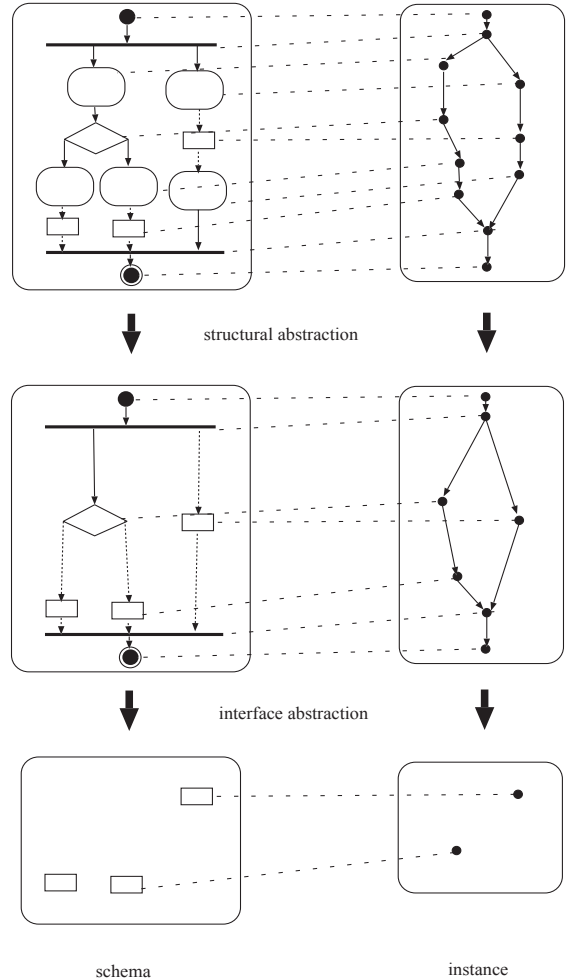 structural abstraction
interface abstraction
schema
instance